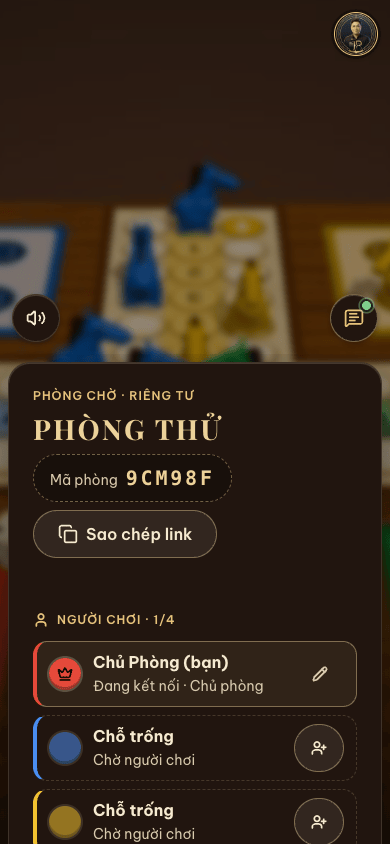 PHÒNG CHỜ · RIÊNG TƯ
PHÒNG THỬ
Mã phòng 9CM98F
Sao chép link
NGƯỜI CHƠI · 1/4
Chủ Phòng (bạn)
Đang kết nối · Chủ phòng
Chỗ trống
Chờ người chơi
Chỗ trống
Chờ người chơi